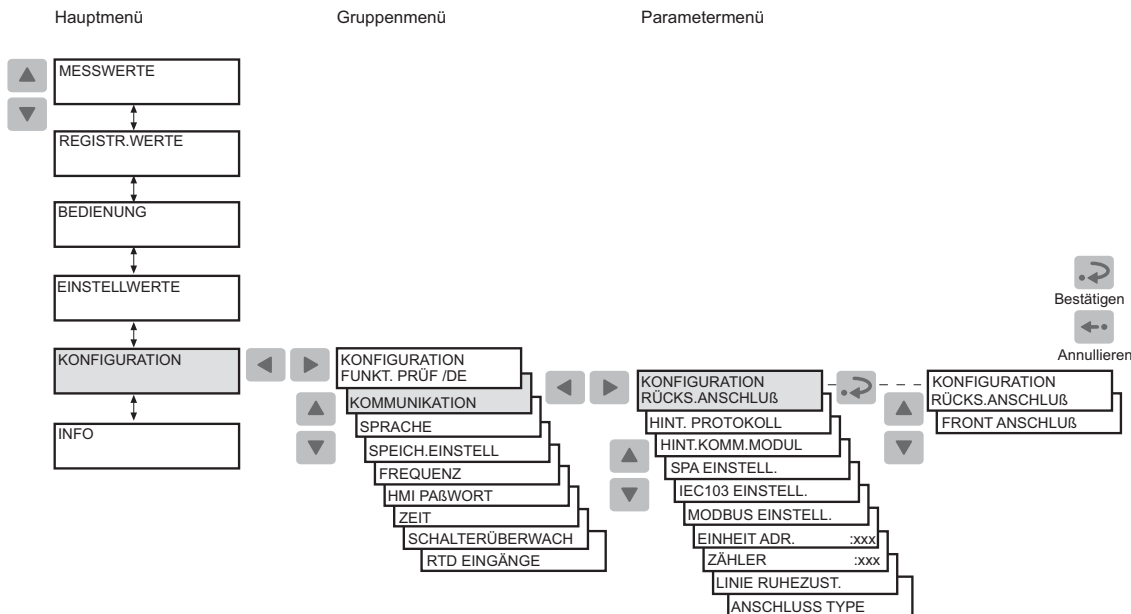 Hauptmenü
Gruppenmenü
Parametermenü
MESSWERTE
REGISTR.WERTE
BEDIENUNG
EINSTELLWERTE
KONFIGURATION
INFO
KONFIGURATION
FUNKT. PRÜF /DE
KOMMUNIKATION
SPRACHE
SPEICH.EINSTELL
FREQUENZ
HMI PAßWORT
ZEIT
SCHALTERÜBERWACH
RTD EINGÄNGE
KONFIGURATION
RÜCKS.ANSCHLUß
HINT. PROTOKOLL
HINT.KOMM.MODUL
SPA EINSTELL.
IEC103 EINSTELL.
MODBUS EINSTELL.
EINHEIT ADR. :xxx
ZÄHLER :xxx
LINIE RUHEZUST.
ANSCHLUSS TYPE
Bestätigen
Annullieren
KONFIGURATION
RÜCKS.ANSCHLUß
FRONT ANSCHLUß